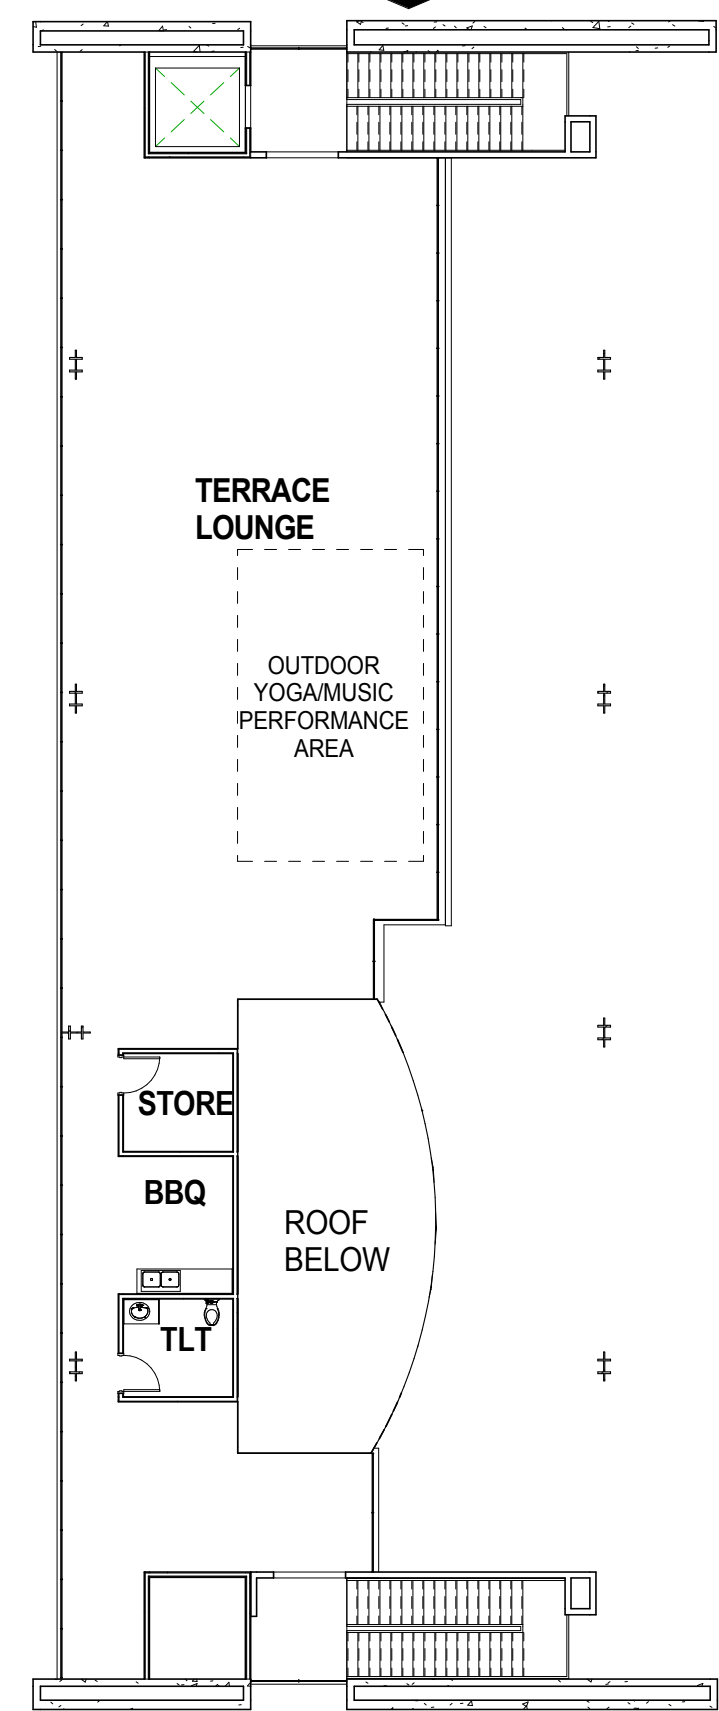 TERRACE
LOUNGE
OUTDOOR
YOGA/MUSIC
PERFORMANCE
AREA
STORE
BBQ
ROOF
BELOW
TLT